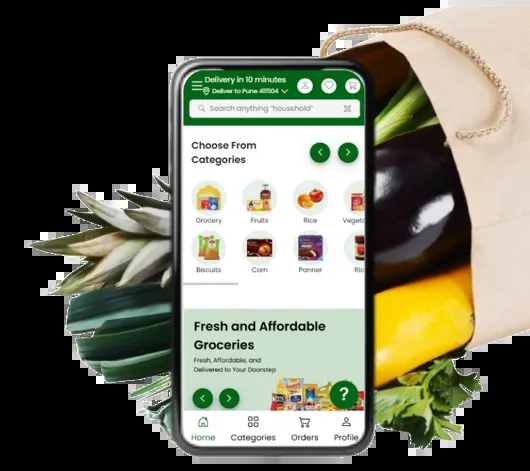 Delivery in 10 minutes
Deliver to Pune 411504
Search anything "household"
Choose From
Categories
Grocery
Fruits
Rice
Veget
Biscuits
Corn
Panner
Ric
Fresh and Affordable
Groceries
Fresh, Affordable, and
Delivered to Your Doorstep
?
Home
Categories
Orders
Profile